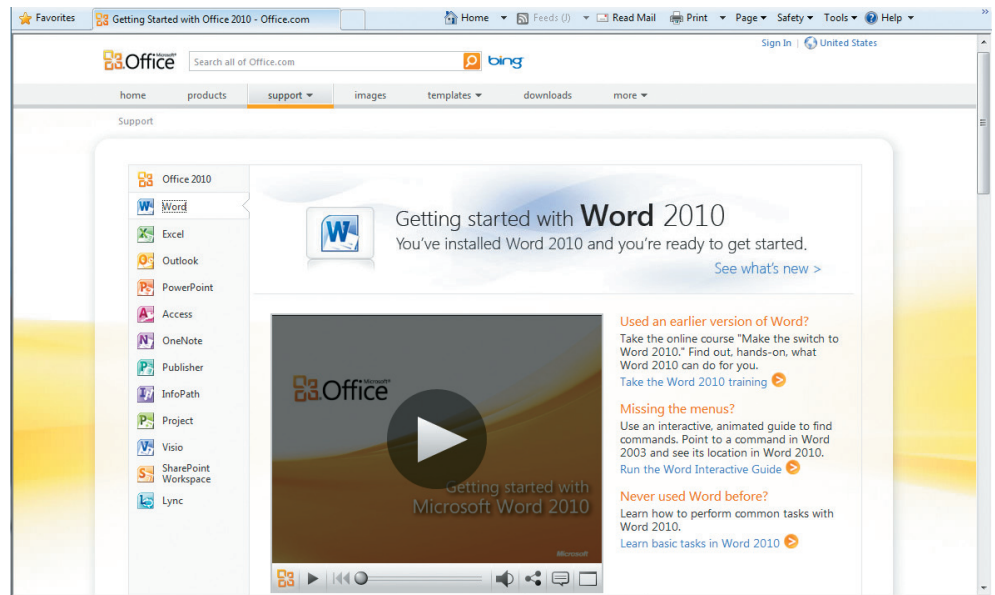 Favorites
Getting Started with Office 2010 - Office.com
Home
Feeds (J)
Read Mail
Print
Page
Safety
Tools
Help
»
Sign In | United States
Microsoft®
Office
Search all of Office.com
bing
home
products
support
images
templates
downloads
more
Support
Office 2010
Word
Excel
Outlook
PowerPoint
Access
OneNote
Publisher
InfoPath
Project
Visio
SharePoint
Workspace
Lync
Getting started with Word 2010
You've installed Word 2010 and you're ready to get started.
See what's new >
Microsoft®
Office
Getting started with
Microsoft Word 2010
Microsoft
Used an earlier version of Word?
Take the online course "Make the switch to
Word 2010." Find out, hands-on, what
Word 2010 can do for you.
Take the Word 2010 training
Missing the menus?
Use an interactive, animated guide to find
commands. Point to a command in Word
2003 and see its location in Word 2010.
Run the Word Interactive Guide
Never used Word before?
Learn how to perform common tasks with
Word 2010.
Learn basic tasks in Word 2010